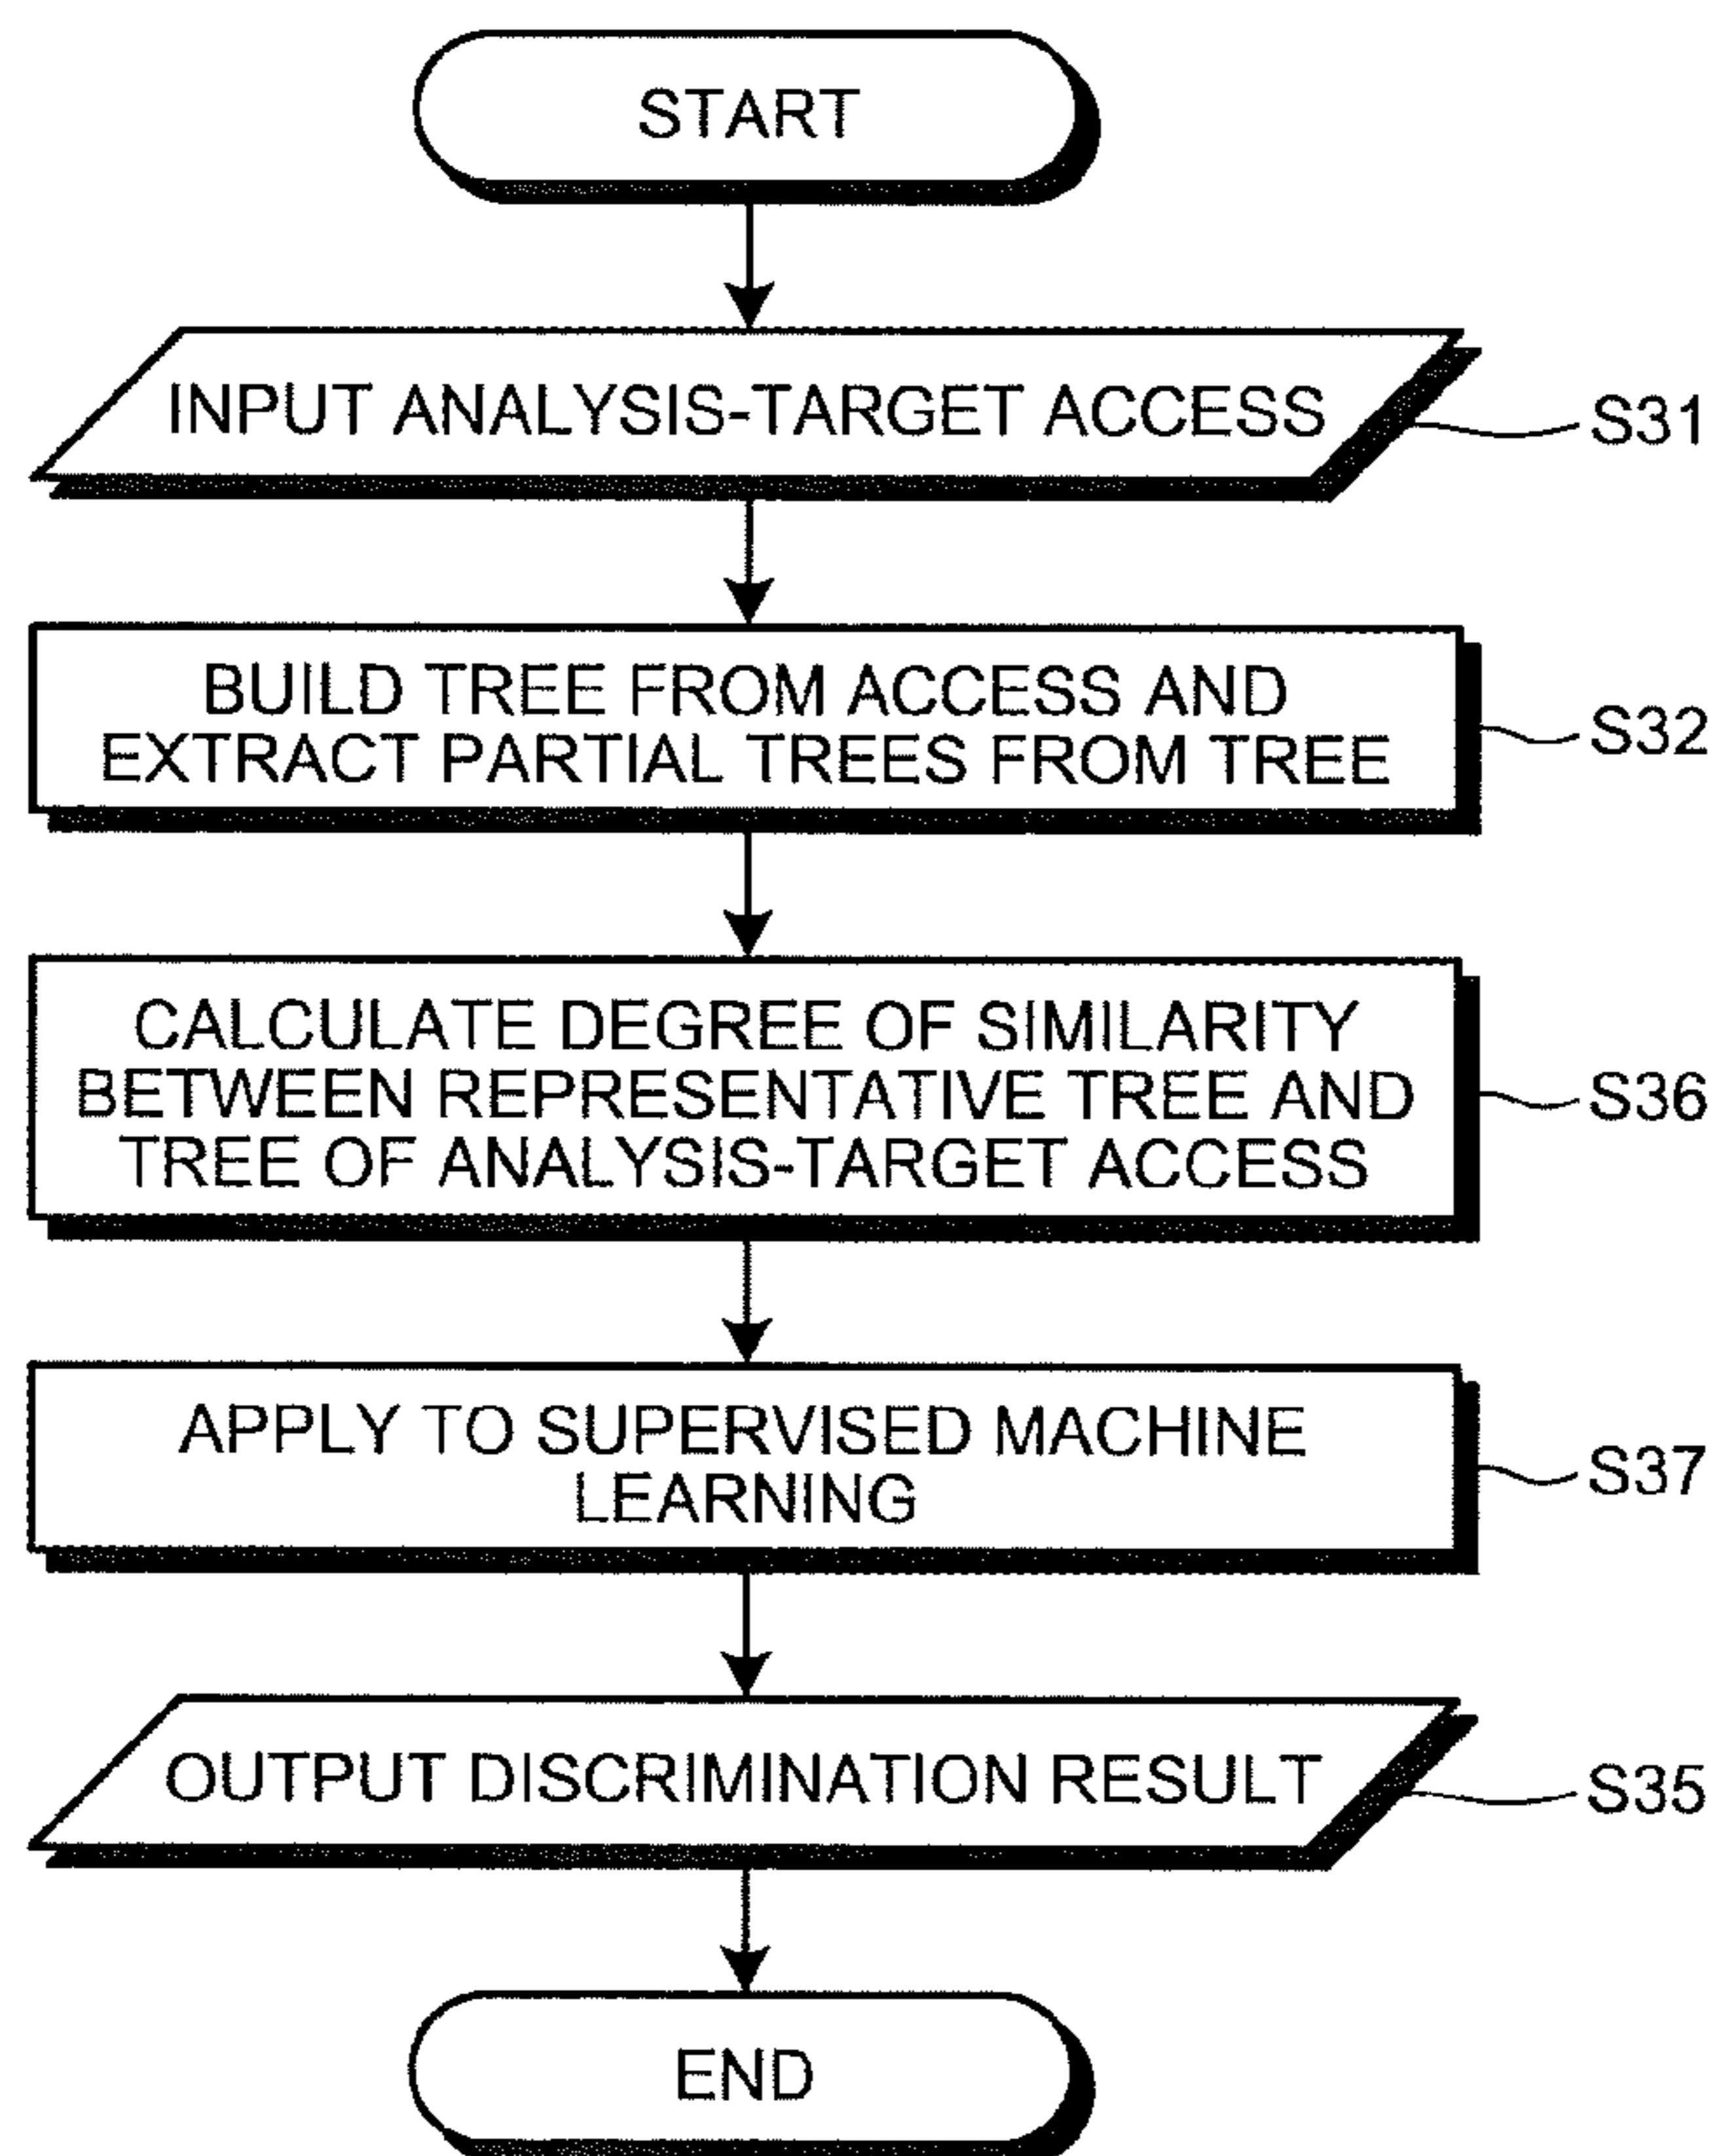 START
INPUT ANALYSIS-TARGET ACCESS
S31
BUILD TREE FROM ACCESS AND
EXTRACT PARTIAL TREES FROM TREE
S32
CALCULATE DEGREE OF SIMILARITY
BETWEEN REPRESENTATIVE TREE AND
TREE OF ANALYSIS-TARGET ACCESS
S36
APPLY TO SUPERVISED MACHINE
LEARNING
S37
OUTPUT DISCRIMINATION RESULT
S35
END